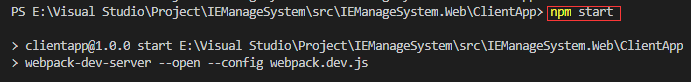 PS E:\Visual Studio\Project\IEManageSystem\src\IEManageSystem.Web\ClientApp> npm start
> clientapp@1.0.0 start E:\Visual Studio\Project\IEManageSystem\src\IEManageSystem.Web\ClientApp
> webpack-dev-server --open --config webpack.dev.js